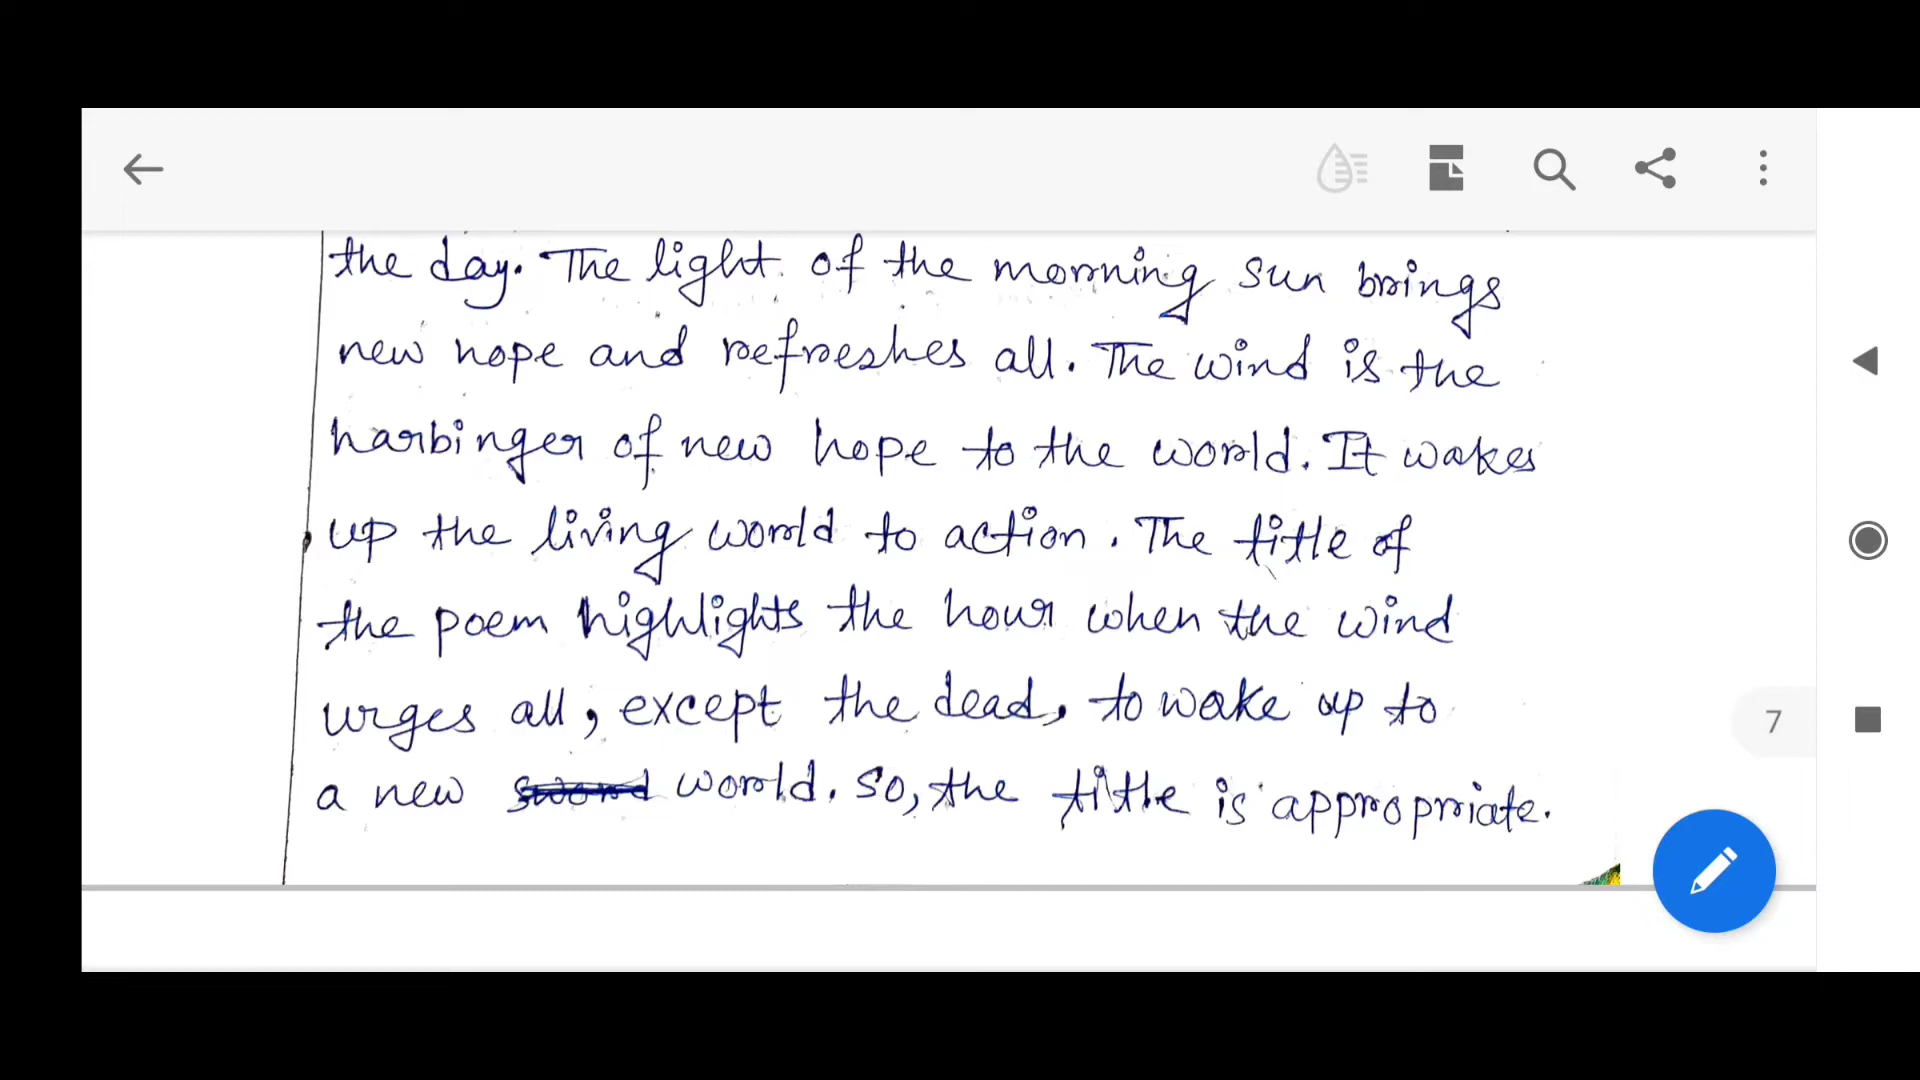 the day. The light of the morning sun brings
new hope and refreshes all. The wind is the
harbinger of new hope to the world. It wakes
up the living world to action. The title of
the poem highlights the hour when the wind
urges all, except the dead, to wake up to
7
a new world. So, the title is appropriate.